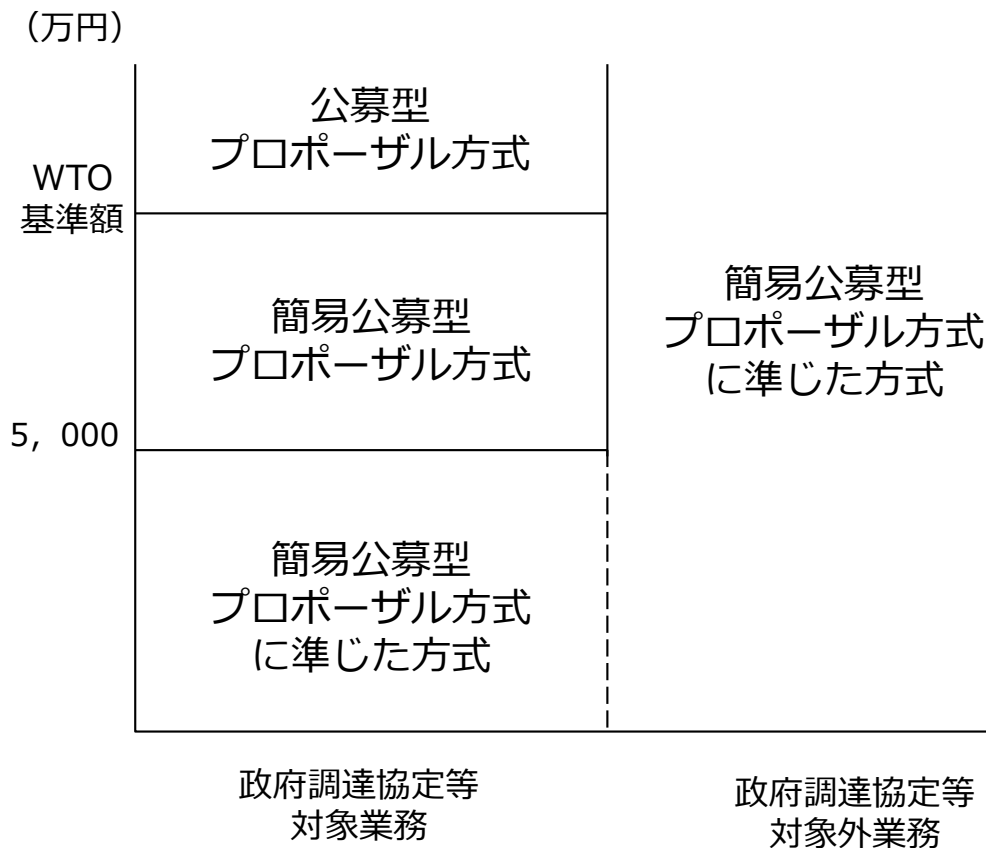 （万円）
公募型
プロポーザル方式
WTO
基準額
簡易公募型
プロポーザル方式
簡易公募型
プロポーザル方式
に準じた方式
5，000
簡易公募型
プロポーザル方式
に準じた方式
政府調達協定等
対象業務
政府調達協定等
対象外業務